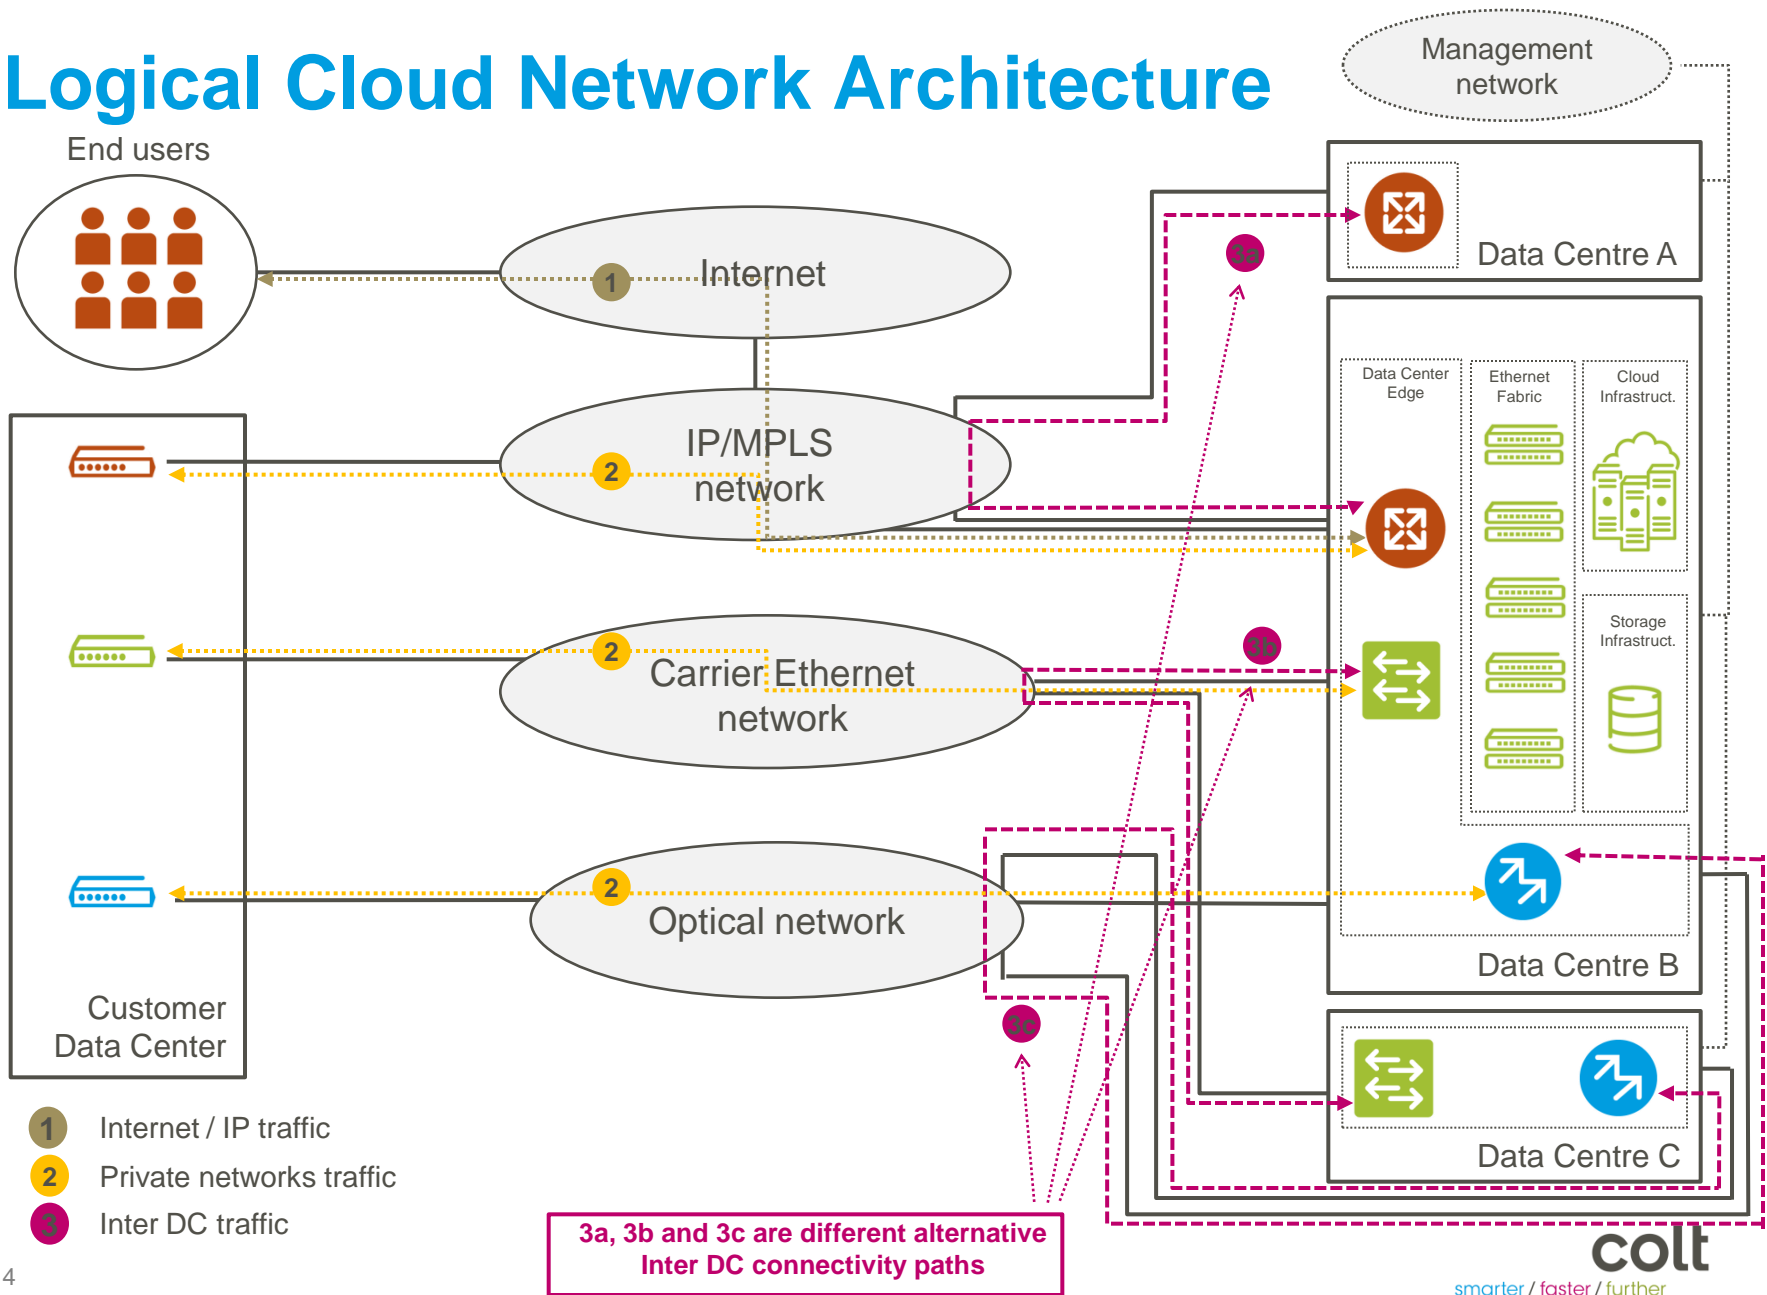 Logical Cloud Network Architecture
Management
network
End users
Internet
1
3a
Data Centre A
IP/MPLS
network
2
Data Center
Edge
Ethernet
Fabric
Cloud
Infrastruct.
Storage
Infrastruct.
Carrier Ethernet
network
2
3b
Optical network
2
3c
Data Centre B
Customer
Data Center
Data Centre C
1 Internet / IP traffic
2 Private networks traffic
3 Inter DC traffic
3a, 3b and 3c are different alternative
Inter DC connectivity paths
4
colt
smarter / faster / further